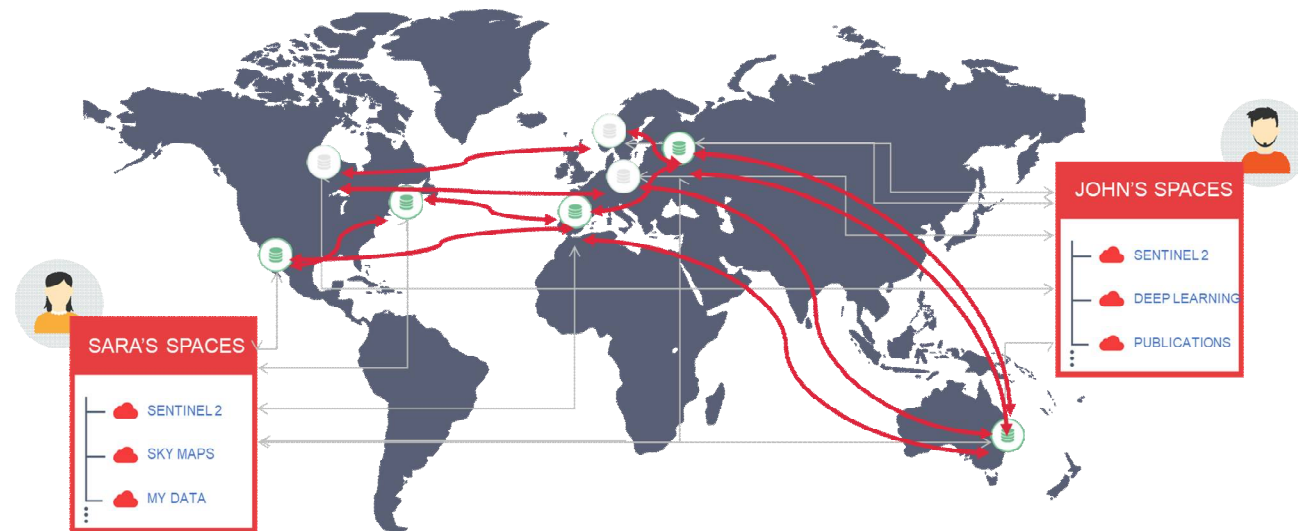 SARA'S SPACES
SENTINEL 2
SKY MAPS
MY DATA
JOHN'S SPACES
SENTINEL 2
DEEP LEARNING
PUBLICATIONS